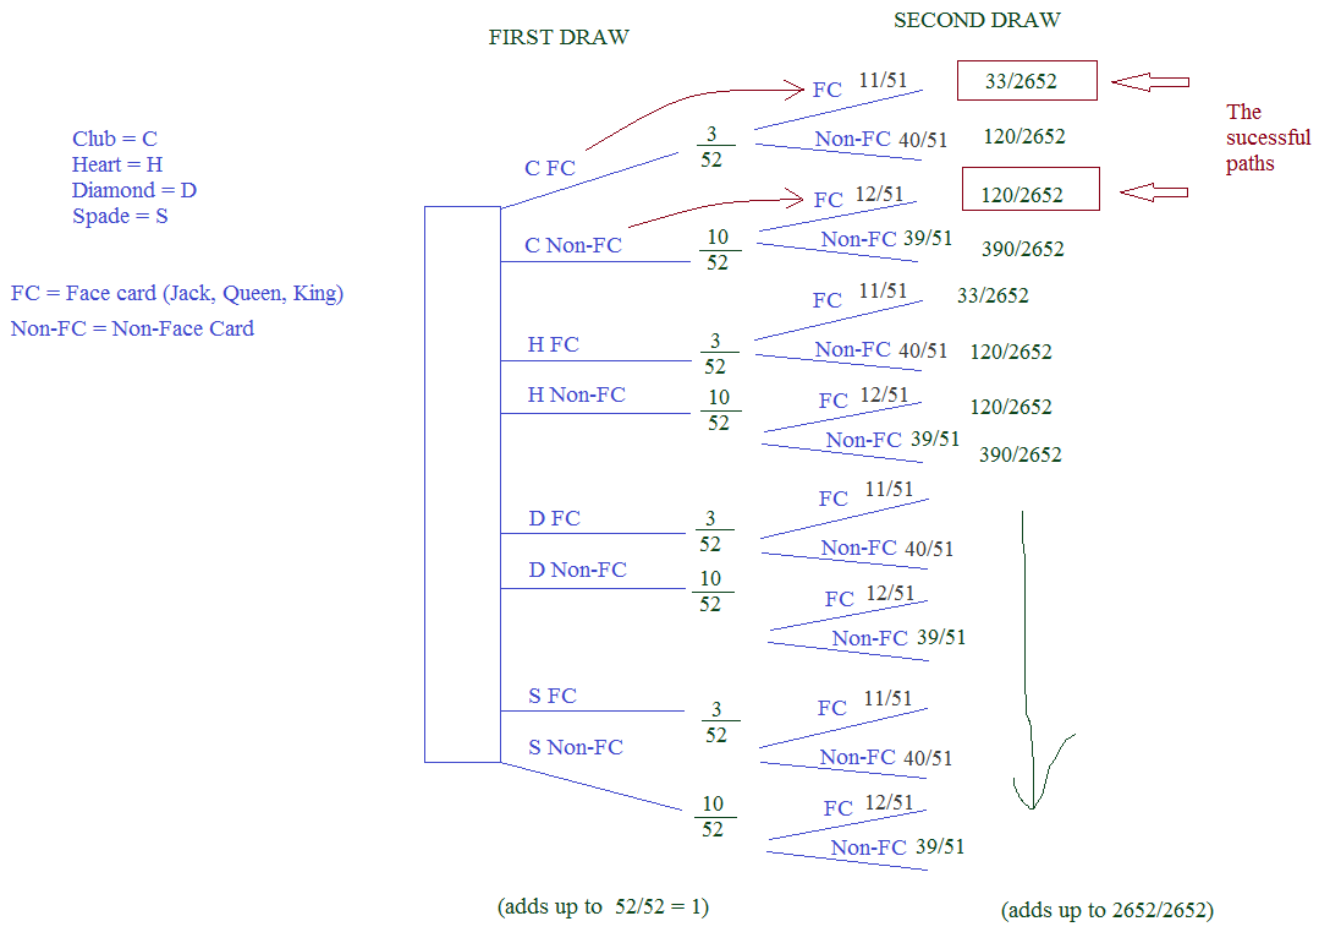 FIRST DRAW
SECOND DRAW
Club = C
Heart = H
Diamond = D
Spade = S
FC = Face card (Jack, Queen, King)
Non-FC = Non-Face Card
C FC
3
52
FC 11/51
33/2652
Non-FC 40/51
120/2652
The
sucessful
paths
C Non-FC
10
52
FC 12/51
120/2652
Non-FC 39/51
390/2652
H FC
3
52
FC 11/51
33/2652
Non-FC 40/51
120/2652
H Non-FC
10
52
FC 12/51
120/2652
Non-FC 39/51
390/2652
D FC
3
52
FC 11/51
Non-FC 40/51
D Non-FC
10
52
FC 12/51
Non-FC 39/51
S FC
3
52
FC 11/51
Non-FC 40/51
S Non-FC
10
52
FC 12/51
Non-FC 39/51
(adds up to 52/52 = 1)
(adds up to 2652/2652)